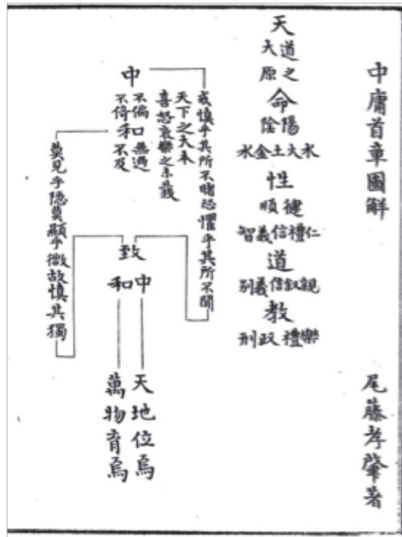 中庸首章圖解
尾藤孝肇著
天
道之
大原
命
陽陰
木火土金水
性
健順
仁禮信義智
道
親叙信義别
教
樂禮政刑
戒慎乎其所不睹恐懼乎其所不聞
天下之大本
喜怒哀樂之未發
中
無過
不及
不偏
不倚
莫見乎隱莫顯乎微故慎其獨
致
中和
天地位焉
萬物育焉